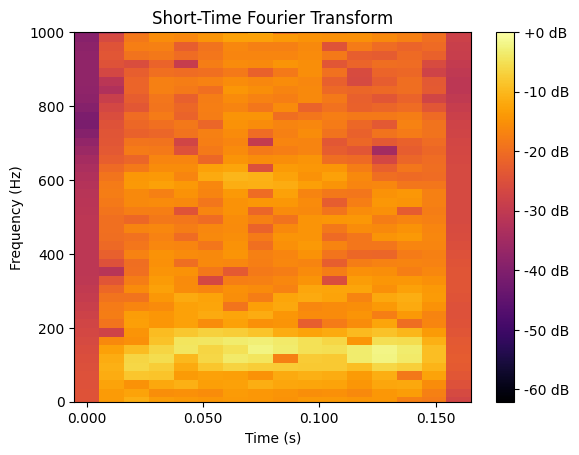 Short-Time Fourier Transform
Frequency (Hz)
1000
800
600
400
200
0
0.000
0.050
0.100
0.150
Time (s)
+0 dB
-10 dB
-20 dB
-30 dB
-40 dB
-50 dB
-60 dB